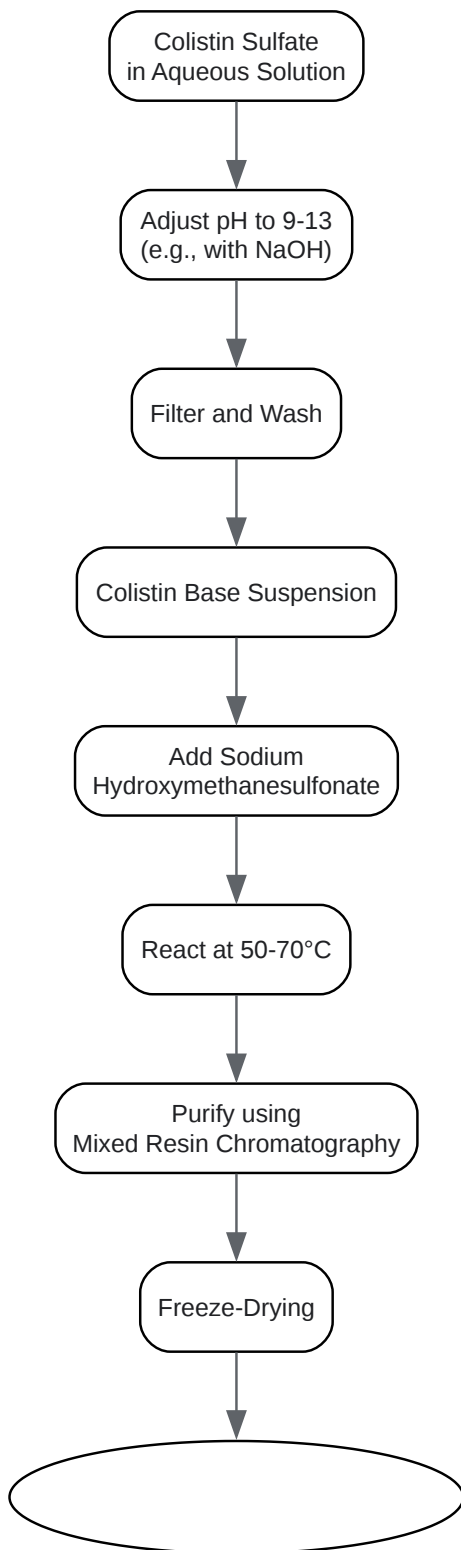 Colistin Sulfate
in Aqueous Solution
Adjust pH to 9-13
(e.g., with NaOH)
Filter and Wash
Colistin Base Suspension
Add Sodium
Hydroxymethanesulfonate
React at 50-70°C
Purify using
Mixed Resin Chromatography
Freeze-Drying